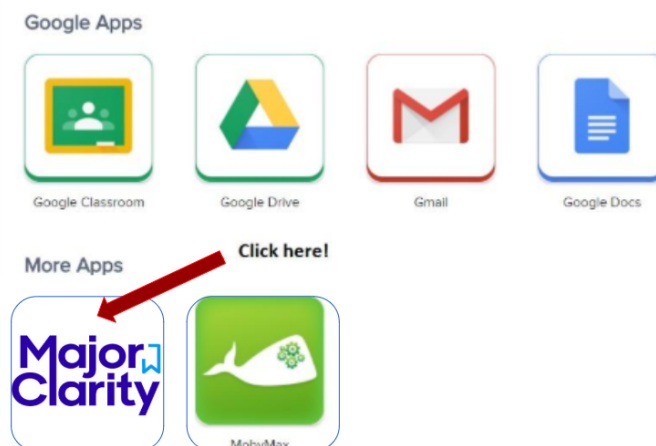 Google Apps
Google Classroom
Google Drive
Gmail
Google Docs
Click here!
More Apps
Major
Clarity
MobyMax